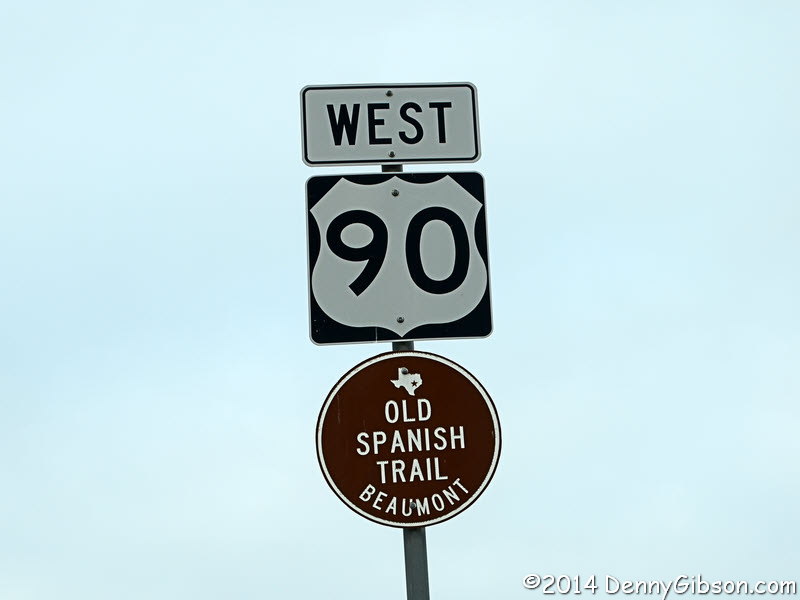 WEST
90
OLD
SPANISH
TRAIL
BEAUMONT
©2014 DennyGibson.com